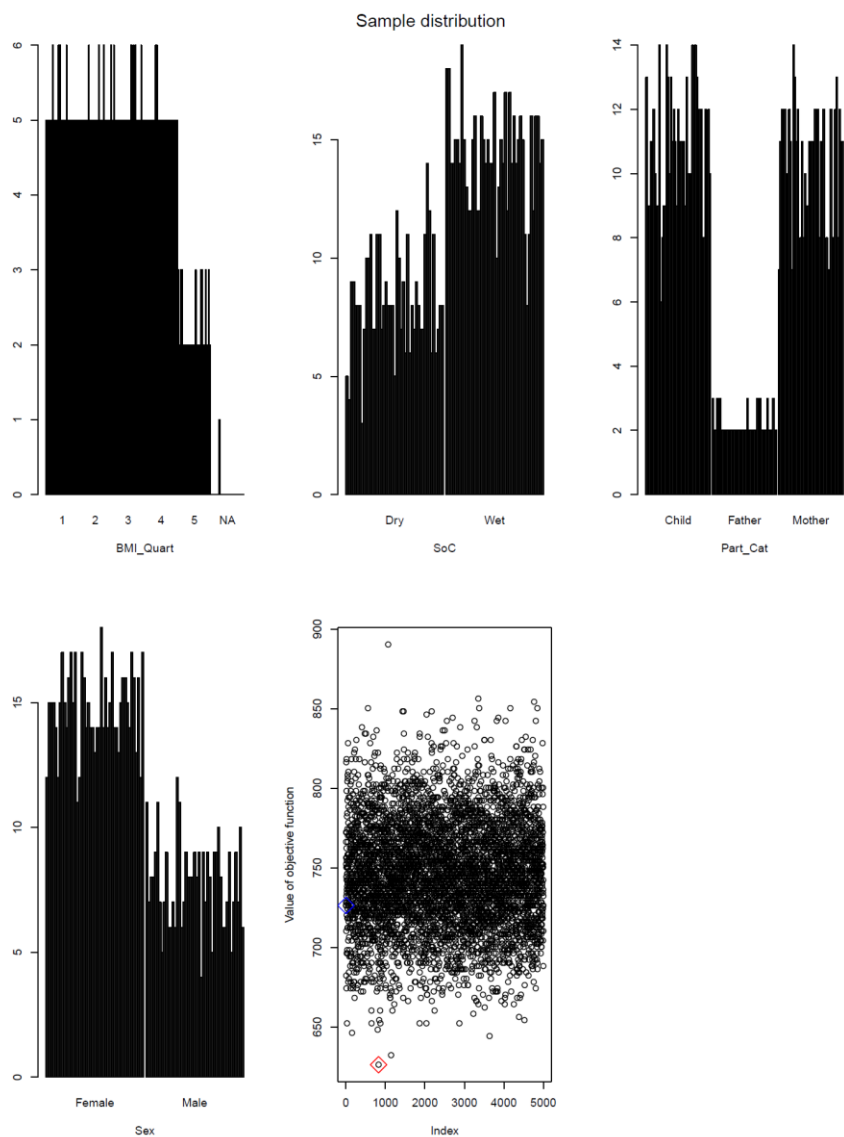 Sample distribution
6
5
4
3
2
1
0
1 2 3 4 5 NA
BMI_Quart
15
10
5
0
Dry Wet
SoC
14
12
10
8
6
4
2
0
Child Father Mother
Part_Cat
15
10
5
0
Female Male
Sex
900
850
800
750
700
650
Value of objective function
0 1000 2000 3000 4000 5000
Index